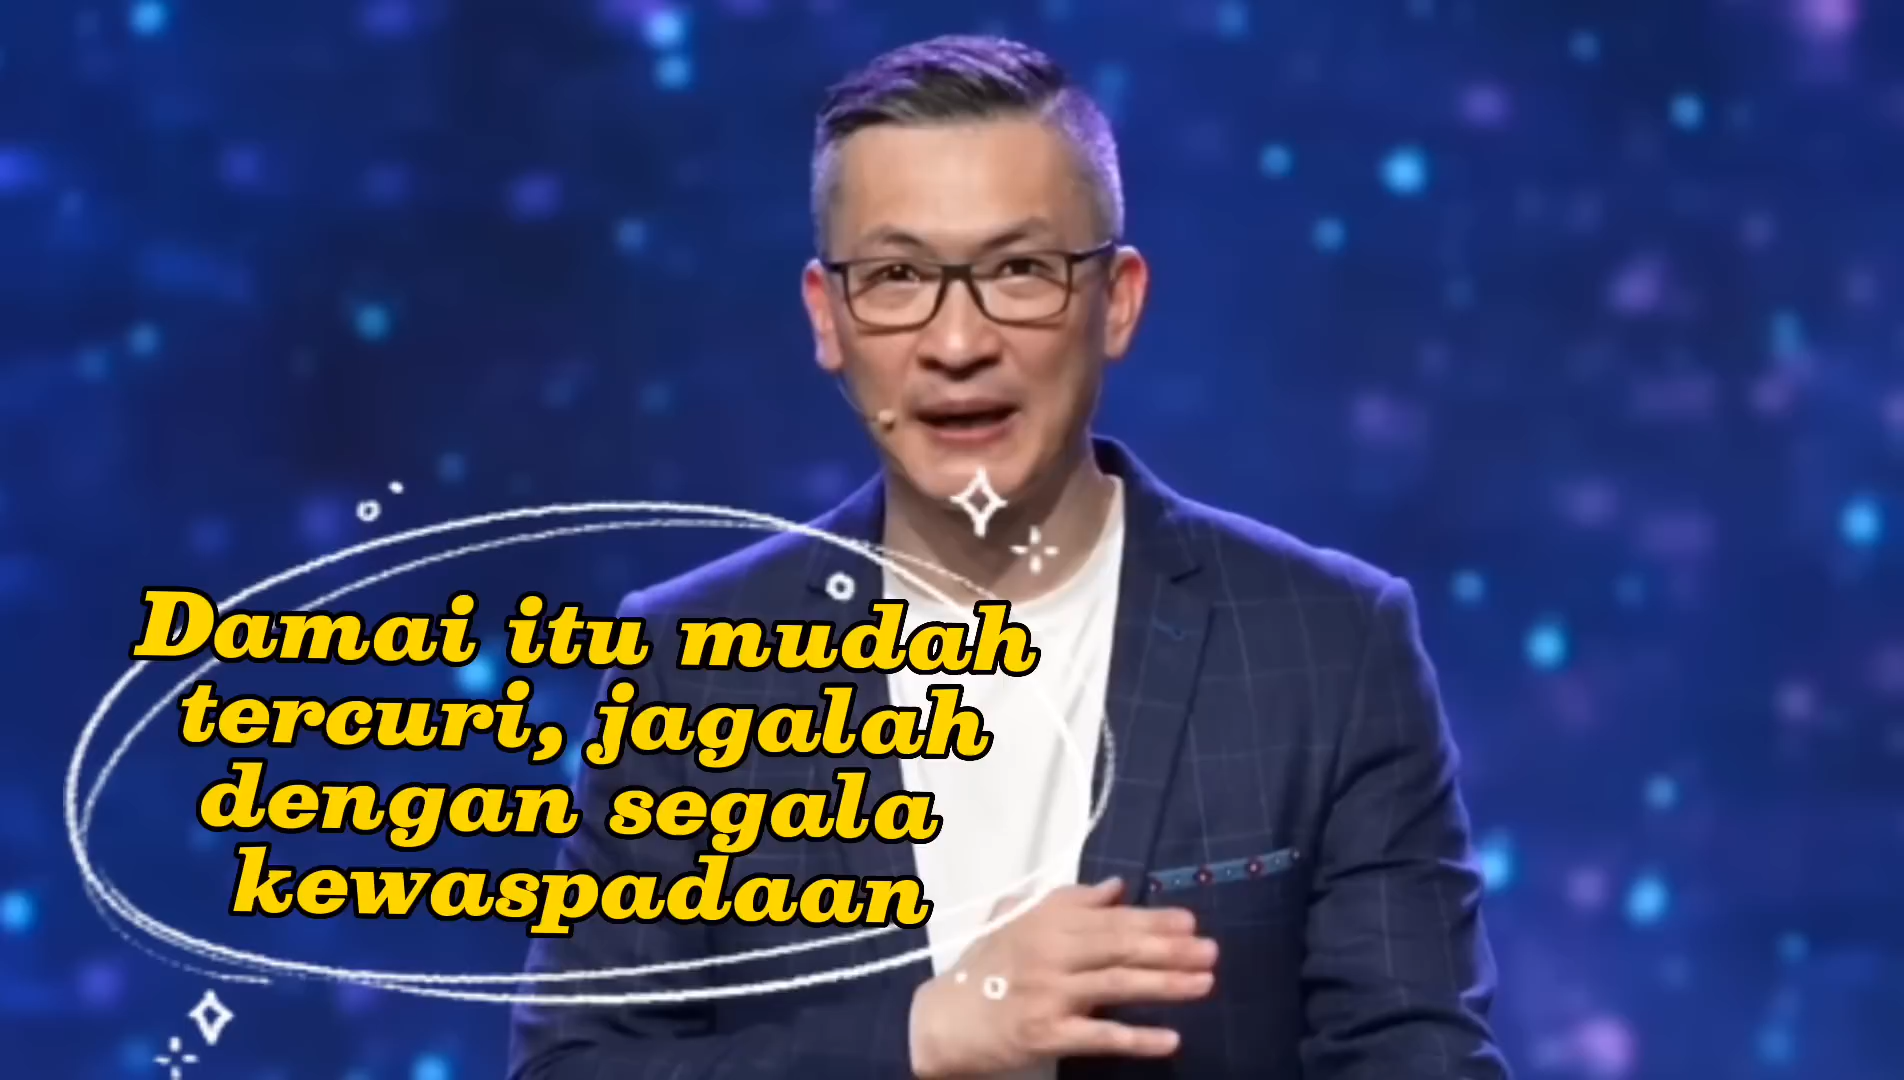 Damai itu mudah
tercuri, jagalah
dengan segala
kewaspadaan